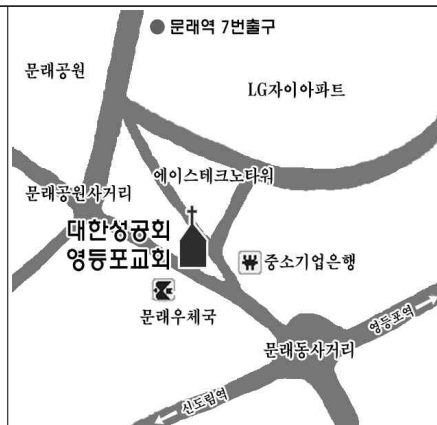 문래역 7번출구
문래공원
LG자이아파트
에이스테크노타워
문래공원사거리
대한성공회
영등포교회
중소기업은행
문래우체국
영등포역
문래동사거리
신도림역